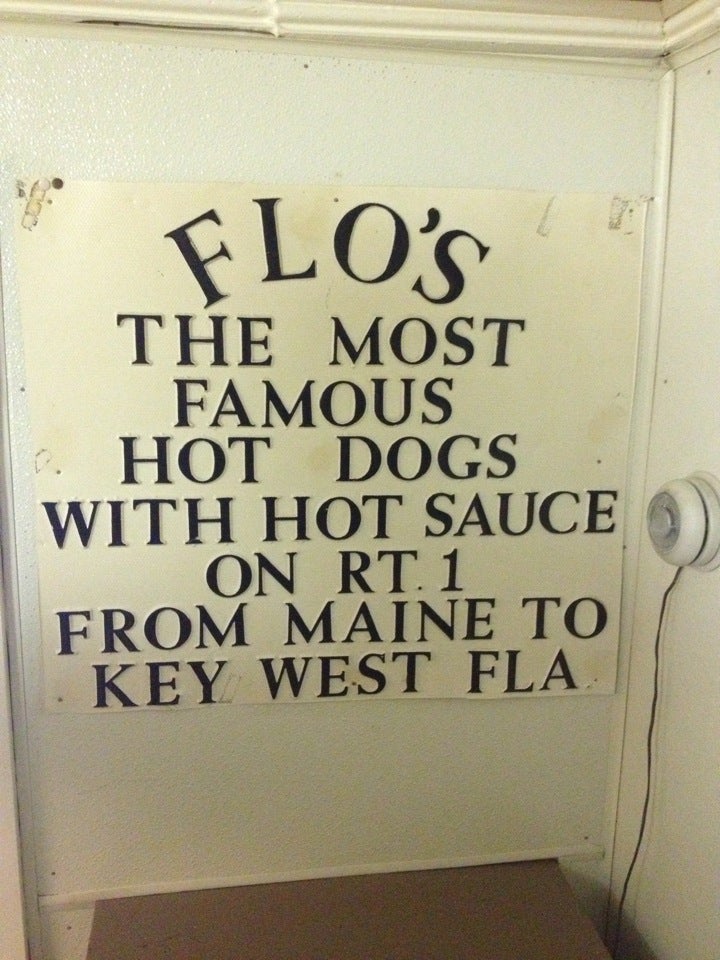 FLO'S
THE MOST
FAMOUS
HOT DOGS
WITH HOT SAUCE
ON RT. 1
FROM MAINE TO
KEY WEST FLA.